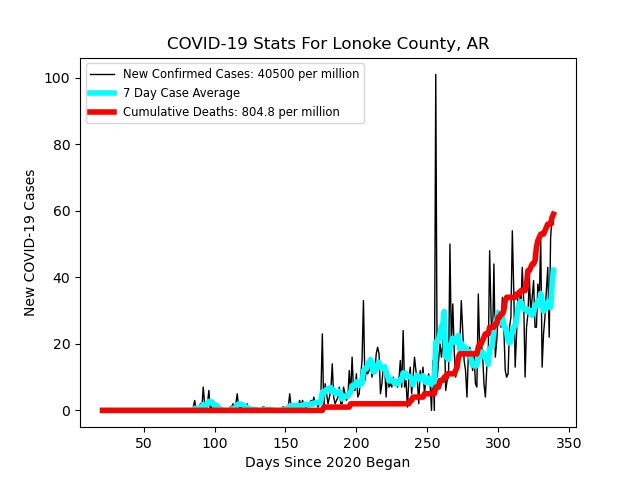 COVID-19 Stats For Lonoke County, AR
New Confirmed Cases: 40500 per million
7 Day Case Average
Cumulative Deaths: 804.8 per million
New COVID-19 Cases
100
80
60
40
20
0
50 100 150 200 250 300 350
Days Since 2020 Began